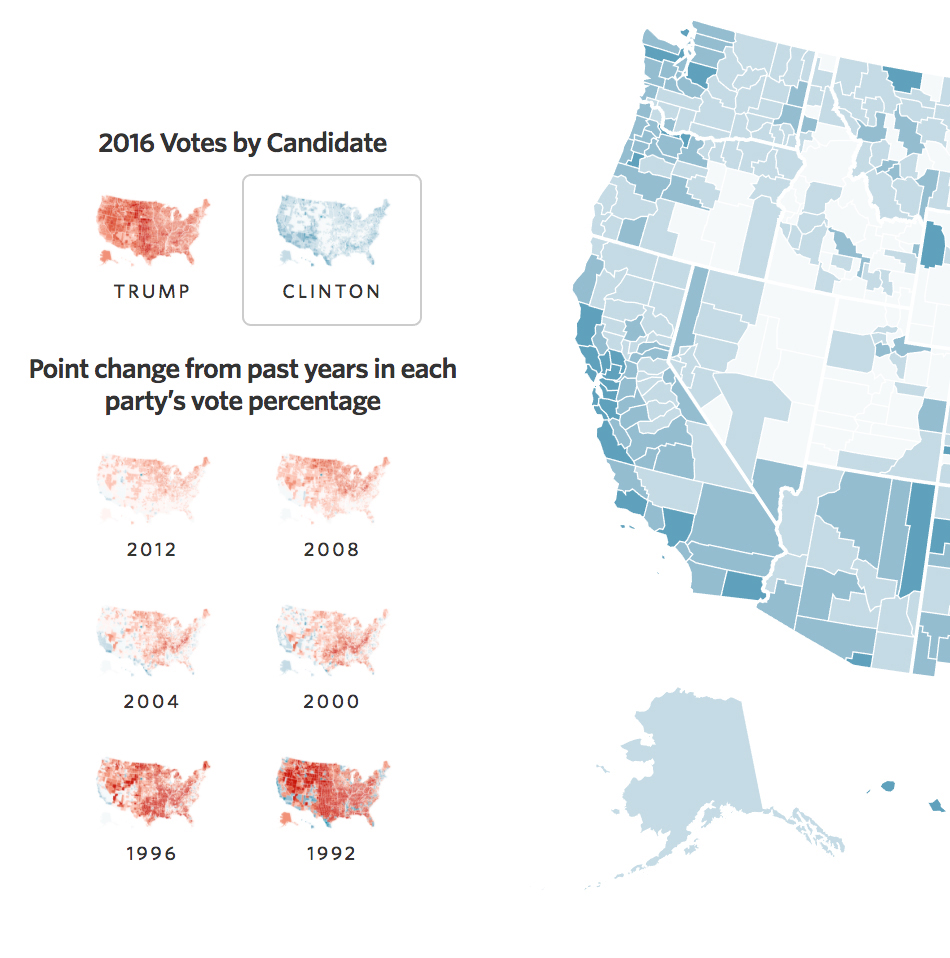 2016 Votes by Candidate
TRUMP
CLINTON
Point change from past years in each
party's vote percentage
2012
2008
2004
2000
1996
1992